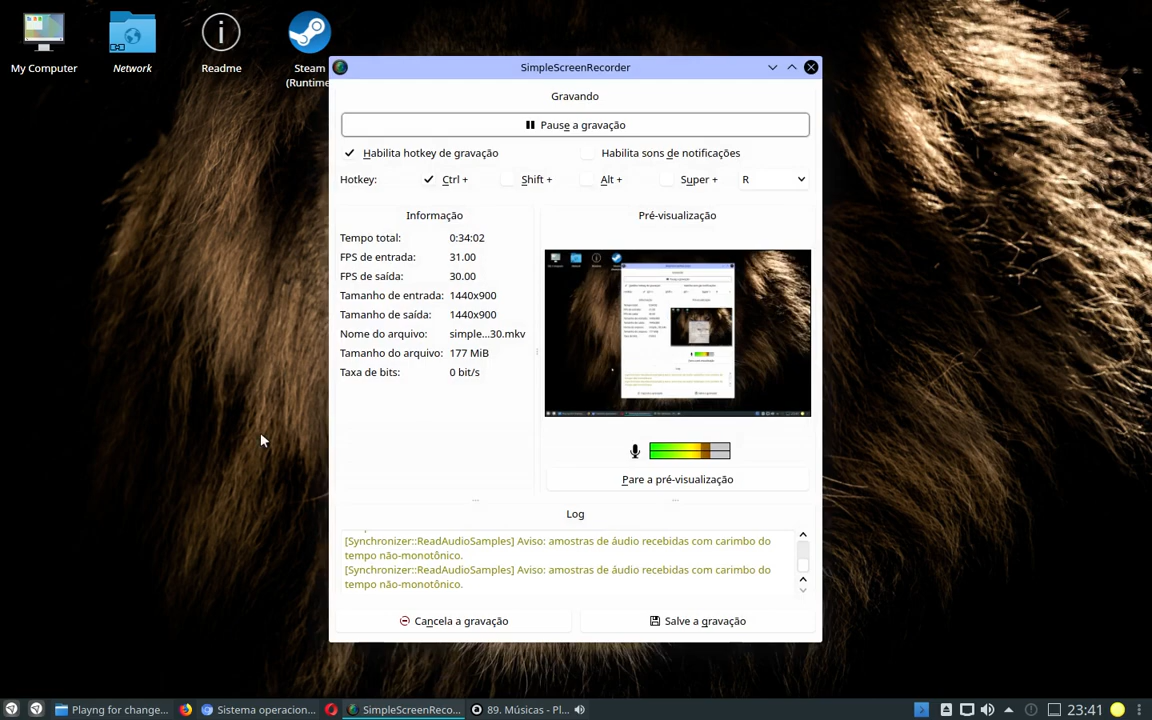 My Computer
Network
Readme
Steam
(Runtime
SimpleScreenRecorder
Gravando
Pause a gravação
Habilita hotkey de gravação
Habilita sons de notificações
Hotkey:
Ctrl +
Shift +
Alt +
Super +
R
Informação
Pré-visualização
Tempo total: 0:34:02
FPS de entrada: 31.00
FPS de saída: 30.00
Tamanho de entrada: 1440x900
Tamanho de saída: 1440x900
Nome do arquivo: simple...30.mkv
Tamanho do arquivo: 177 MiB
Taxa de bits: 0 bit/s
Pare a pré-visualização
Log
[Synchronizer::ReadAudioSamples] Aviso: amostras de áudio recebidas com carimbo do
tempo não-monotônico.
[Synchronizer::ReadAudioSamples] Aviso: amostras de áudio recebidas com carimbo do
tempo não-monotônico.
Cancela a gravação
Salve a gravação
Playng for change...
Sistema operacion...
SimpleScreenReco...
89. Músicas - Pl...
23:41